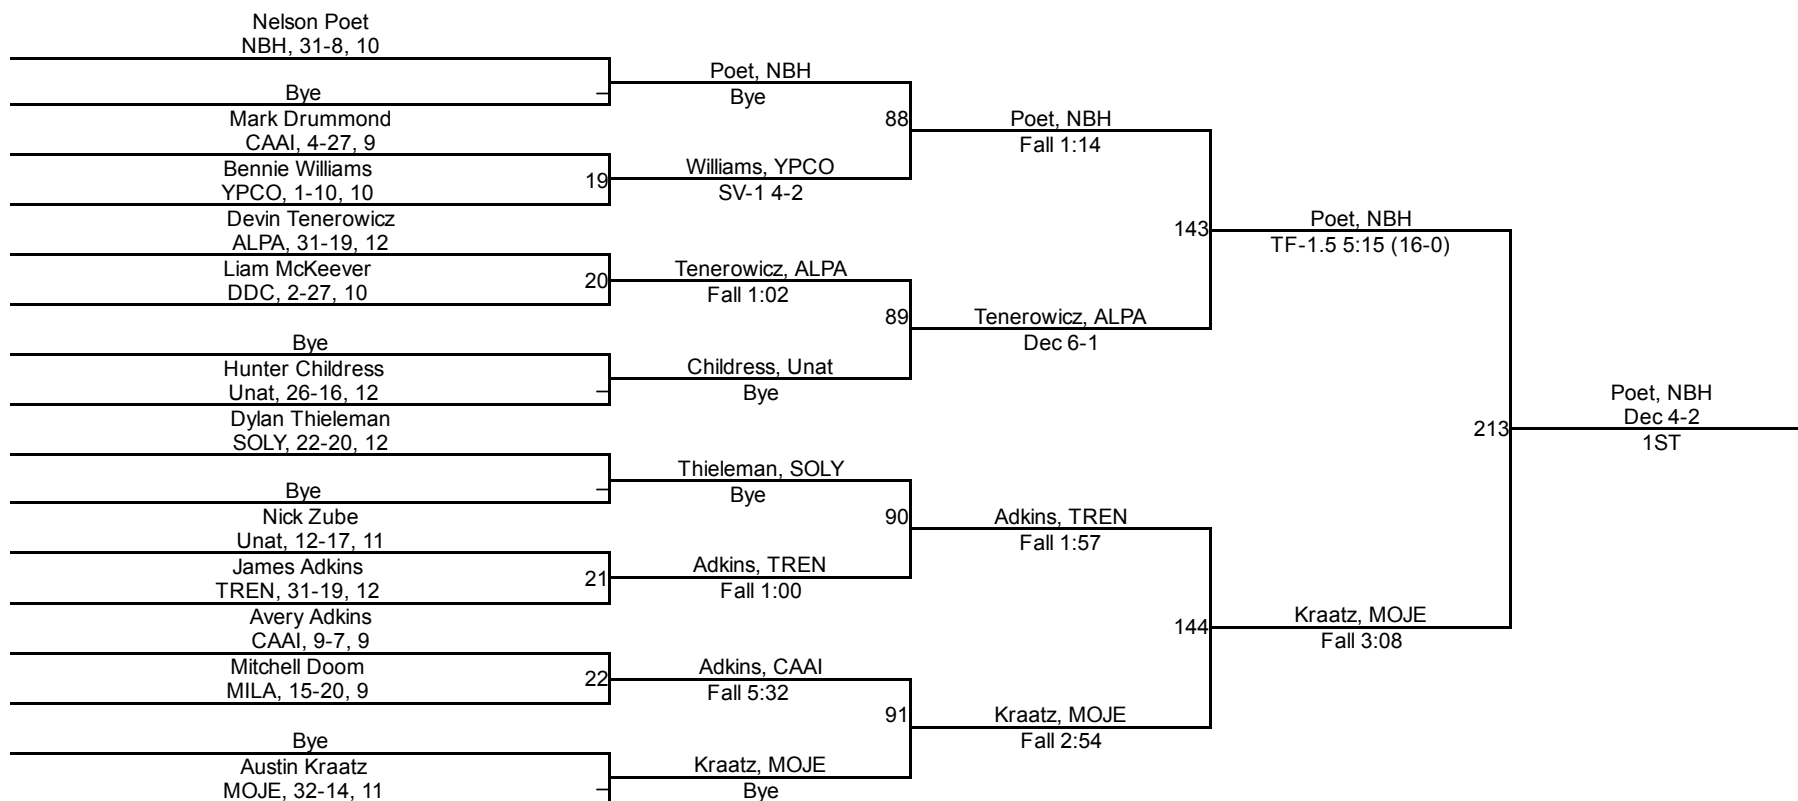 Nelson Poet
NBH, 31-8, 10
Bye
Mark Drummond
CAAI, 4-27, 9
Bennie Williams
YPCO, 1-10, 10
19
Devin Tenerowicz
ALPA, 31-19, 12
Liam McKeever
DDC, 2-27, 10
20
Bye
Hunter Childress
Unat, 26-16, 12
Dylan Thieleman
SOLY, 22-20, 12
Bye
Nick Zube
Unat, 12-17, 11
James Adkins
TREN, 31-19, 12
21
Avery Adkins
CAAI, 9-7, 9
Mitchell Doom
MILA, 15-20, 9
22
Bye
Austin Kraatz
MOJE, 32-14, 11
Poet, NBH
Bye
88
Williams, YPCO
SV-1 4-2
Tenerowicz, ALPA
Fall 1:02
89
Childress, Unat
Bye
Thieleman, SOLY
Bye
90
Adkins, TREN
Fall 1:00
Adkins, CAAI
Fall 5:32
91
Kraatz, MOJE
Bye
Poet, NBH
Fall 1:14
143
Tenerowicz, ALPA
Dec 6-1
Adkins, TREN
Fall 1:57
144
Kraatz, MOJE
Fall 2:54
Poet, NBH
TF-1.5 5:15 (16-0)
213
Kraatz, MOJE
Fall 3:08
Poet, NBH
Dec 4-2
1ST